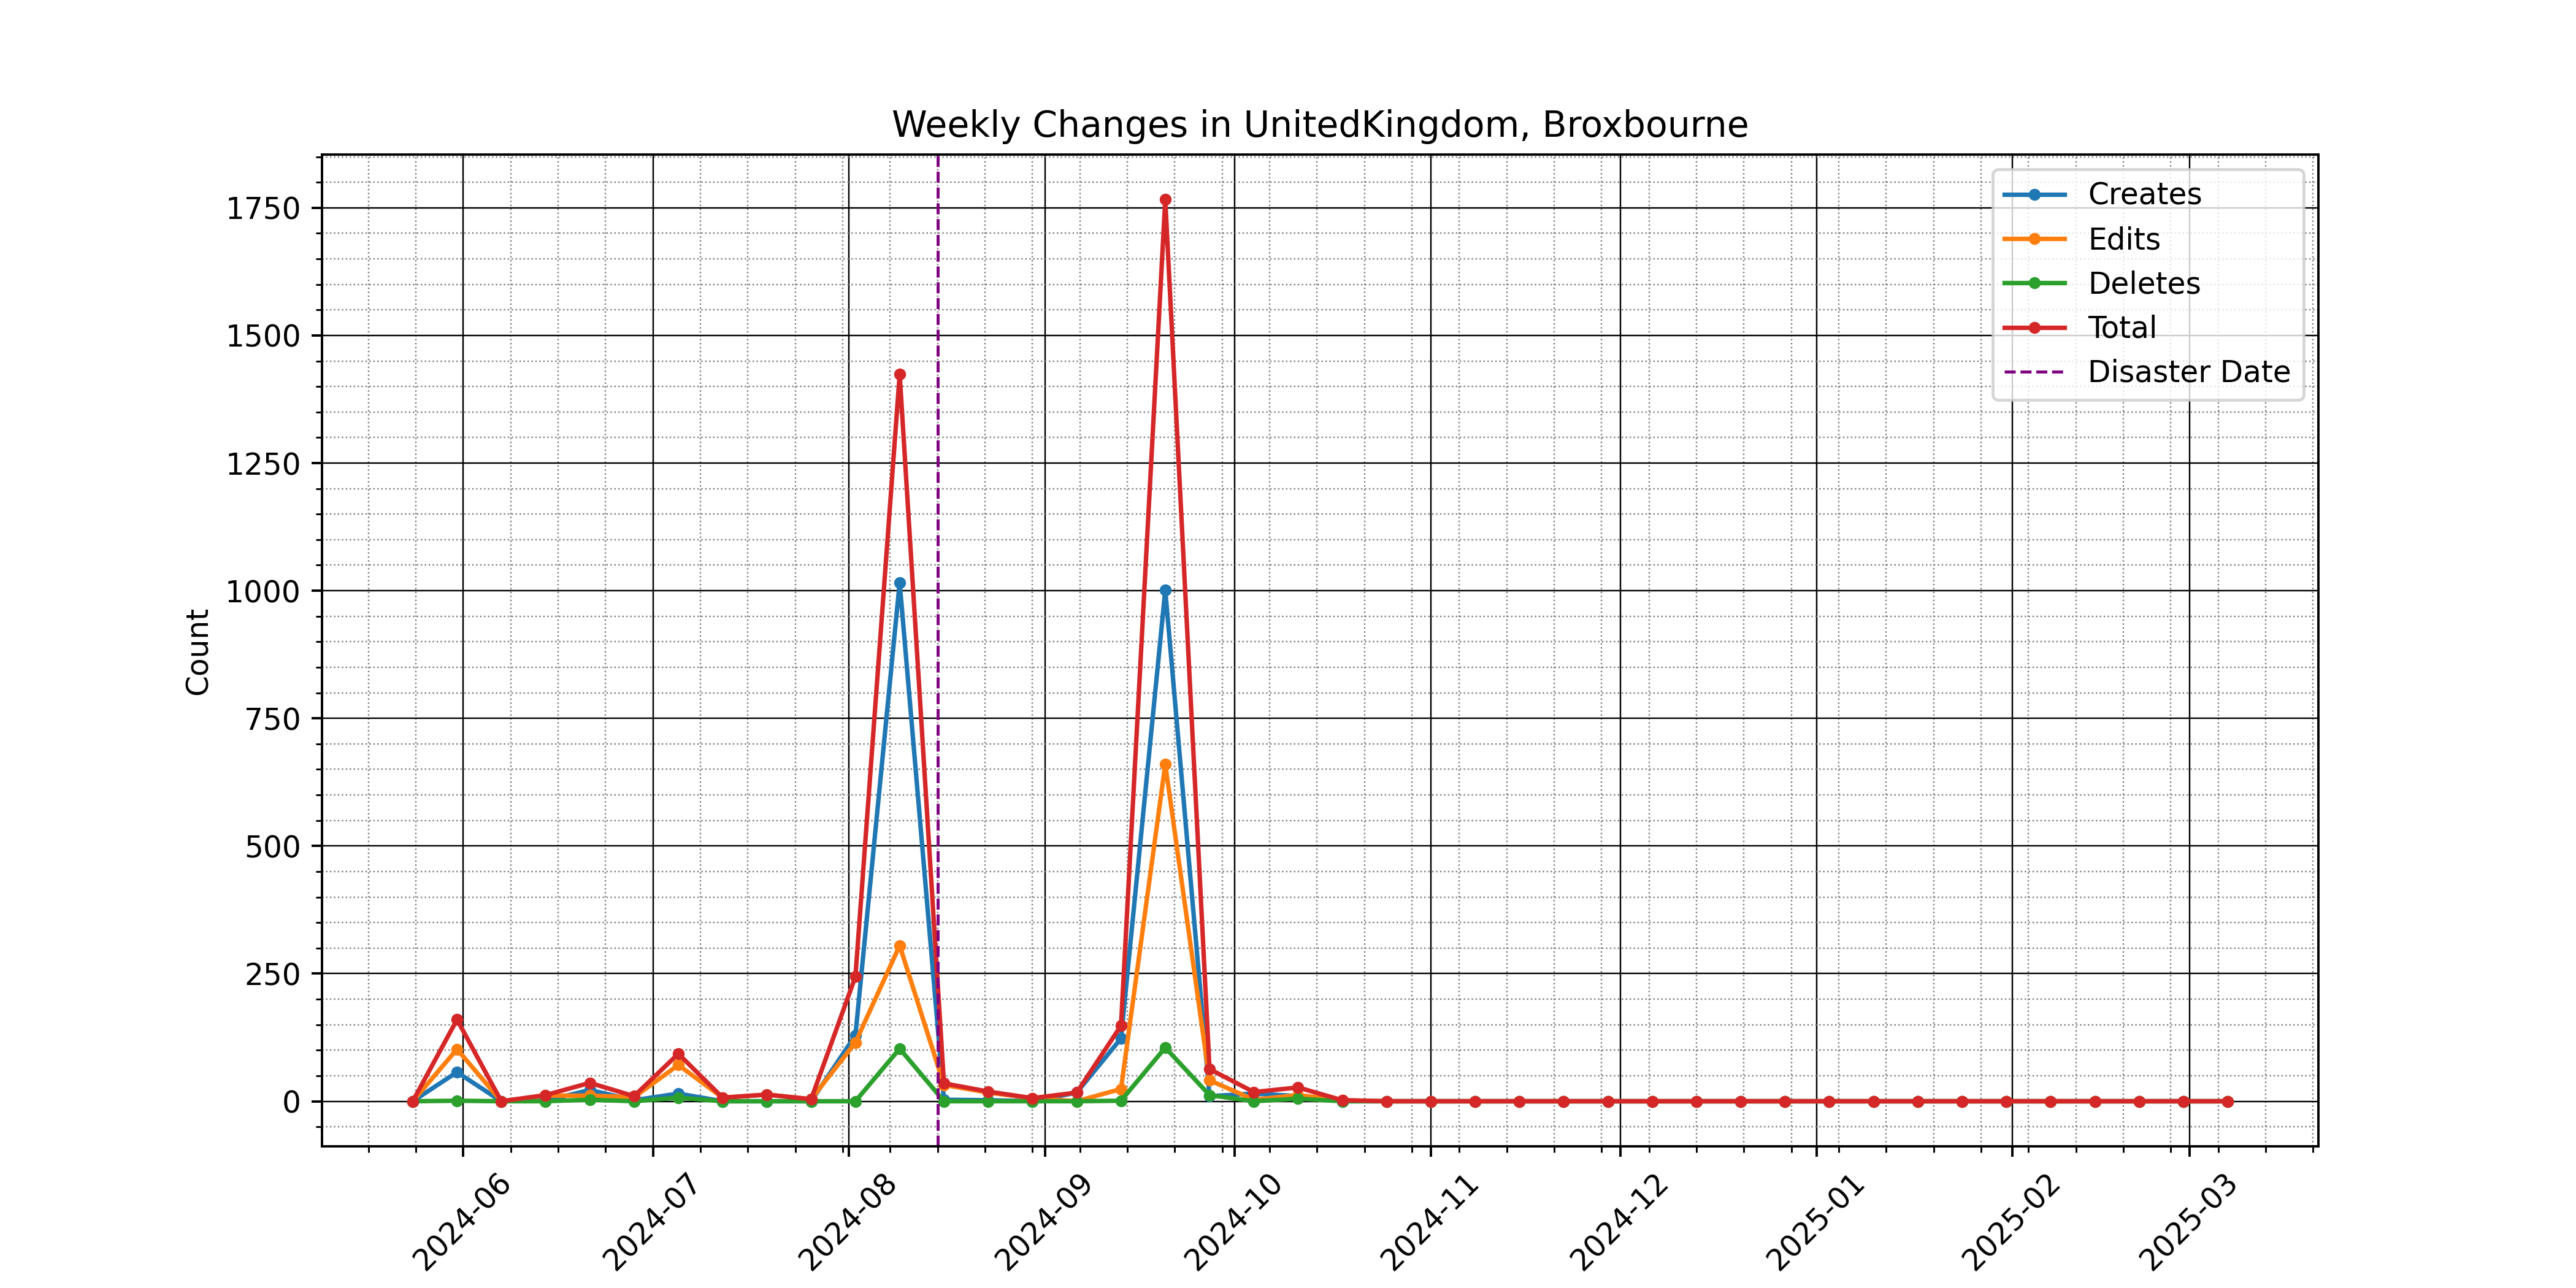 Weekly Changes in UnitedKingdom, Broxbourne
Count
1750
1500
1250
1000
750
500
250
0
2024-06
2024-07
2024-08
2024-09
2024-10
2024-11
2024-12
2025-01
2025-02
2025-03
Creates
Edits
Deletes
Total
Disaster Date